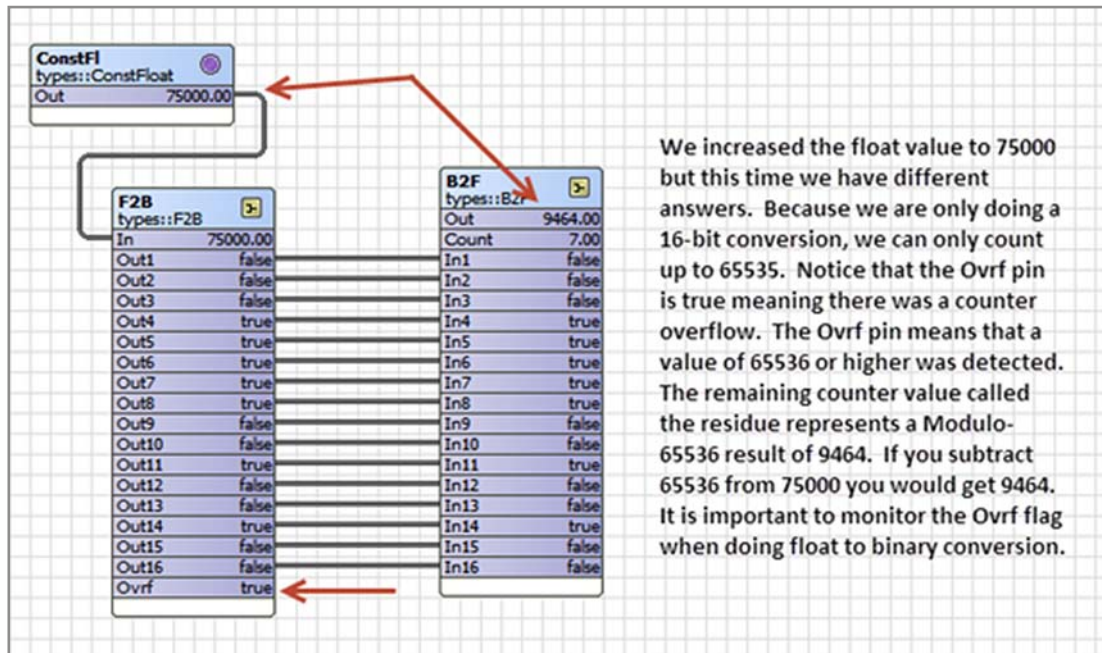 ConstFl
types::ConstFloat
Out 75000.00
F2B
types::F2B
In 75000.00
Out1 false
Out2 false
Out3 false
Out4 true
Out5 true
Out6 true
Out7 true
Out8 true
Out9 false
Out10 false
Out11 true
Out12 false
Out13 false
Out14 true
Out15 false
Out16 false
Ovrf true
B2F
types::B2F
Out 9464.00
Count 7.00
In1 false
In2 false
In3 false
In4 true
In5 true
In6 true
In7 true
In8 true
In9 false
In10 false
In11 true
In12 false
In13 false
In14 true
In15 false
In16 false
We increased the float value to 75000
but this time we have different
answers. Because we are only doing a
16-bit conversion, we can only count
up to 65535. Notice that the Ovrf pin
is true meaning there was a counter
overflow. The Ovrf pin means that a
value of 65536 or higher was detected.
The remaining counter value called
the residue represents a Modulo-
65536 result of 9464. If you subtract
65536 from 75000 you would get 9464.
It is important to monitor the Ovrf flag
when doing float to binary conversion.